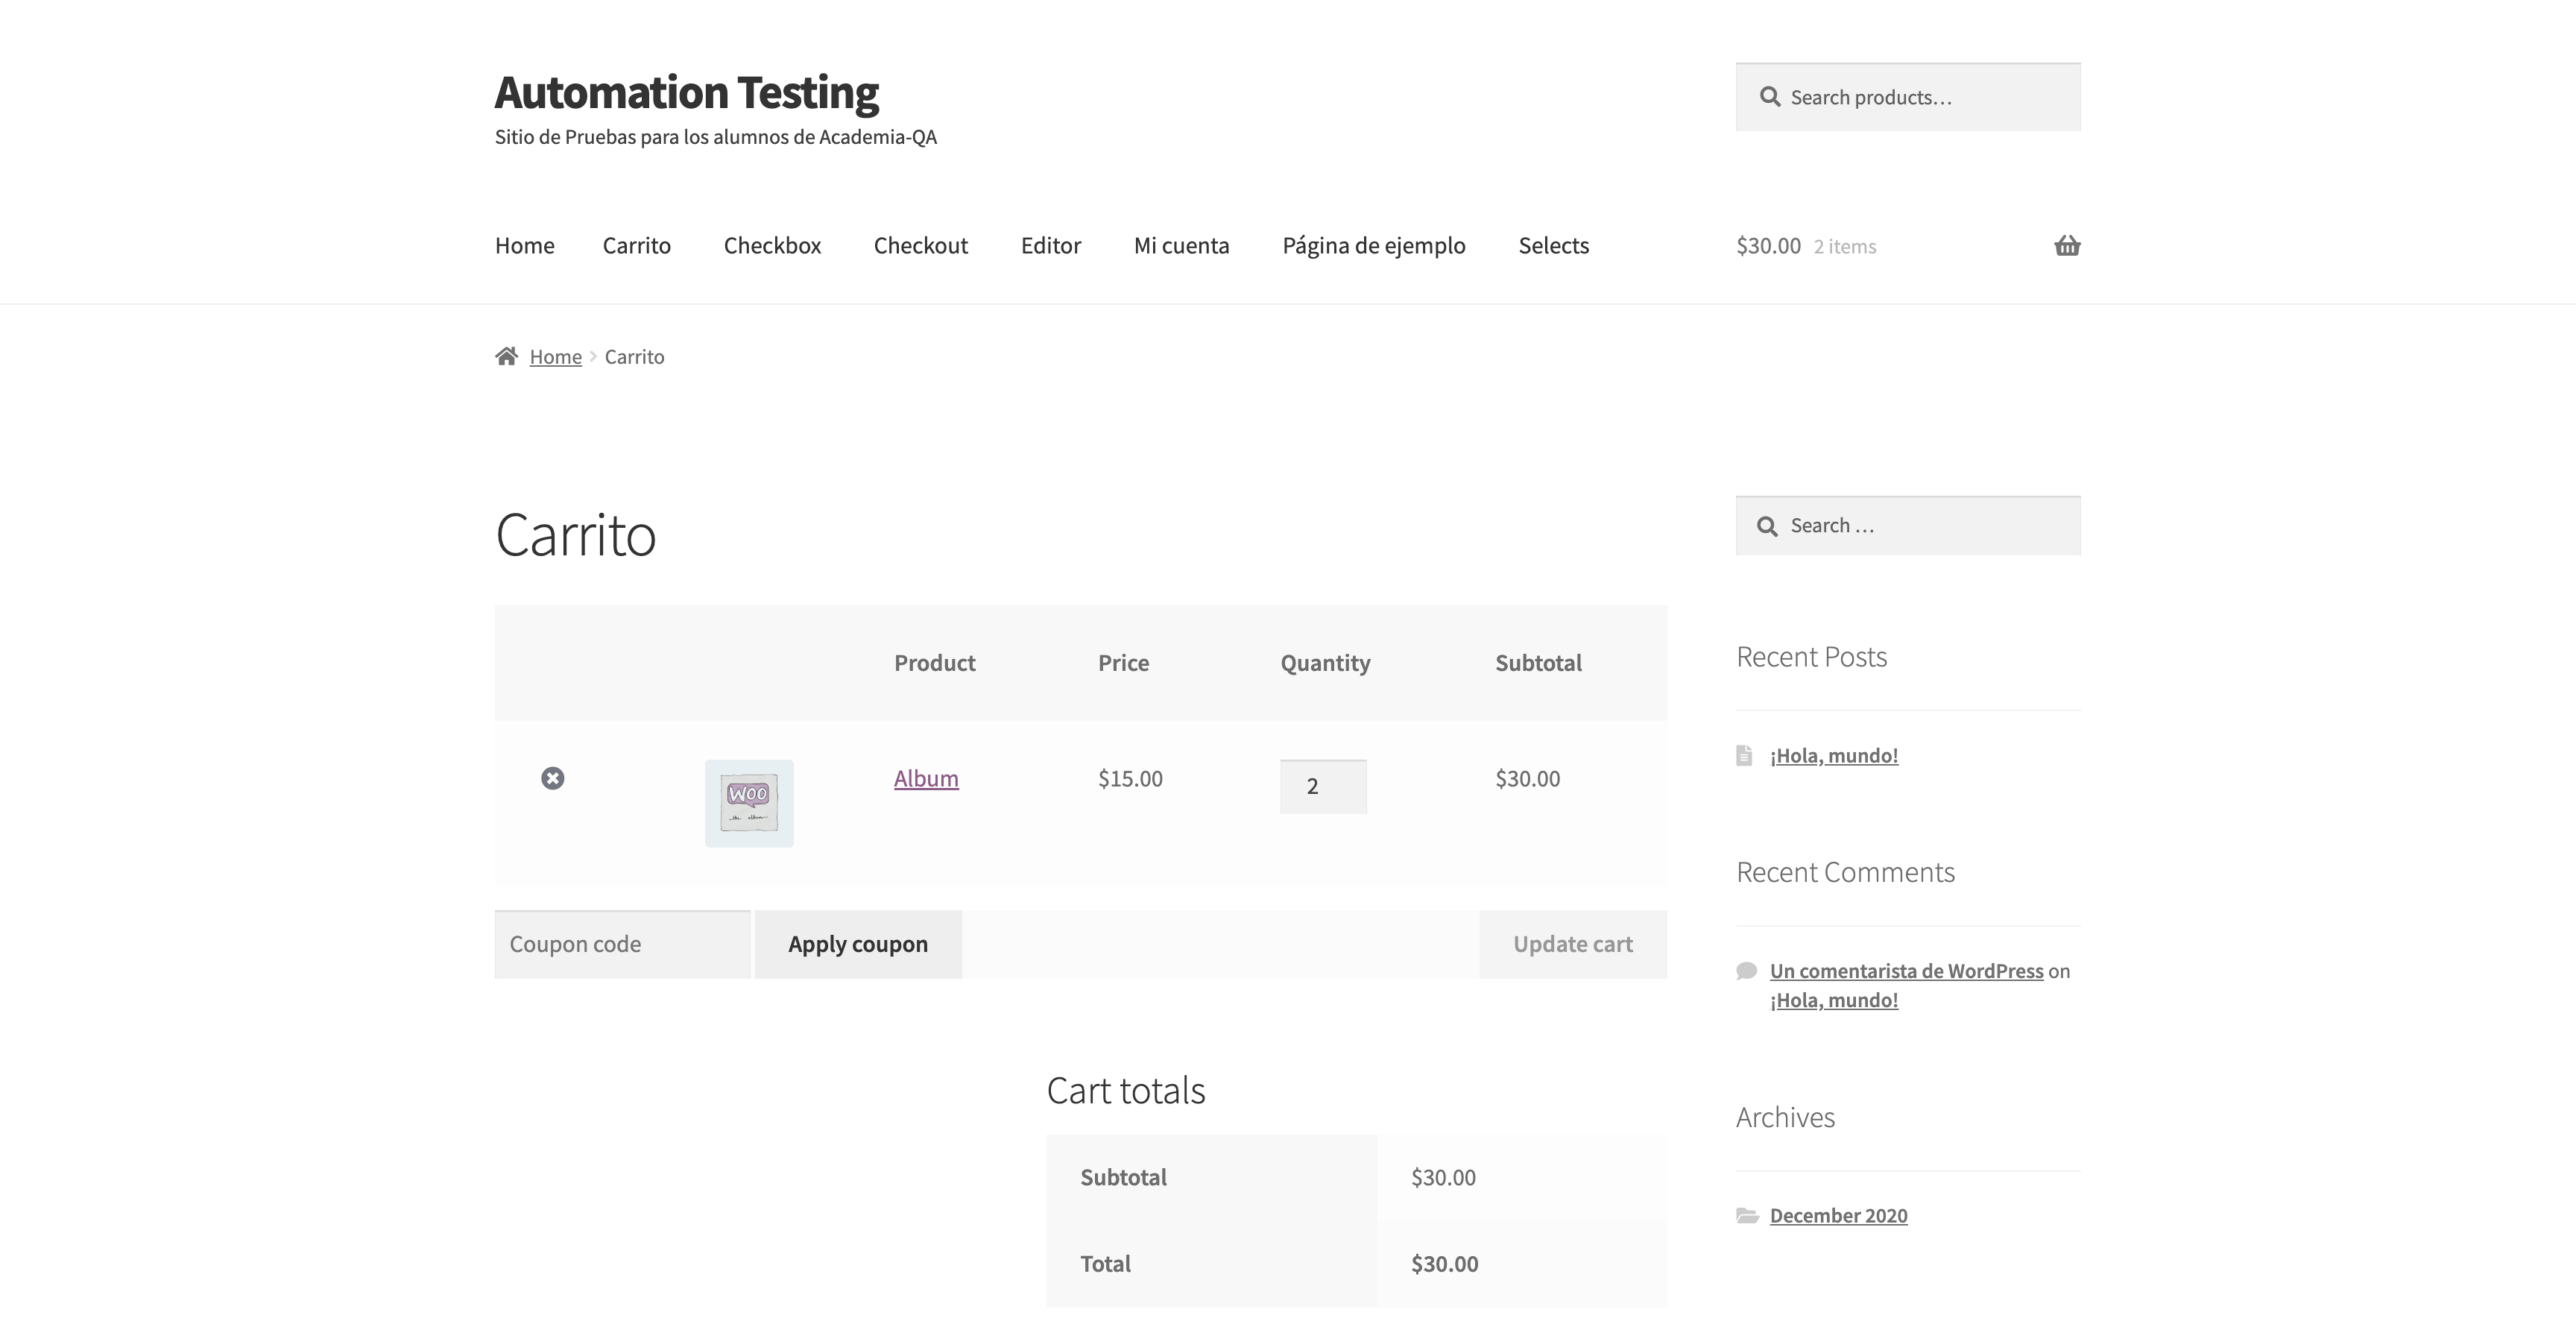 Automation Testing
Sitio de Pruebas para los alumnos de Academia-QA
Search products…
Home Carrito Checkbox Checkout Editor Mi cuenta Página de ejemplo Selects
$30.00 2 items
Home Carrito
Carrito
Product Price Quantity Subtotal
WOO
the album
Album $15.00 2 $30.00
Coupon code Apply coupon Update cart
Cart totals
Subtotal $30.00
Total $30.00
Search …
Recent Posts
¡Hola, mundo!
Recent Comments
Un comentarista de WordPress on
¡Hola, mundo!
Archives
December 2020